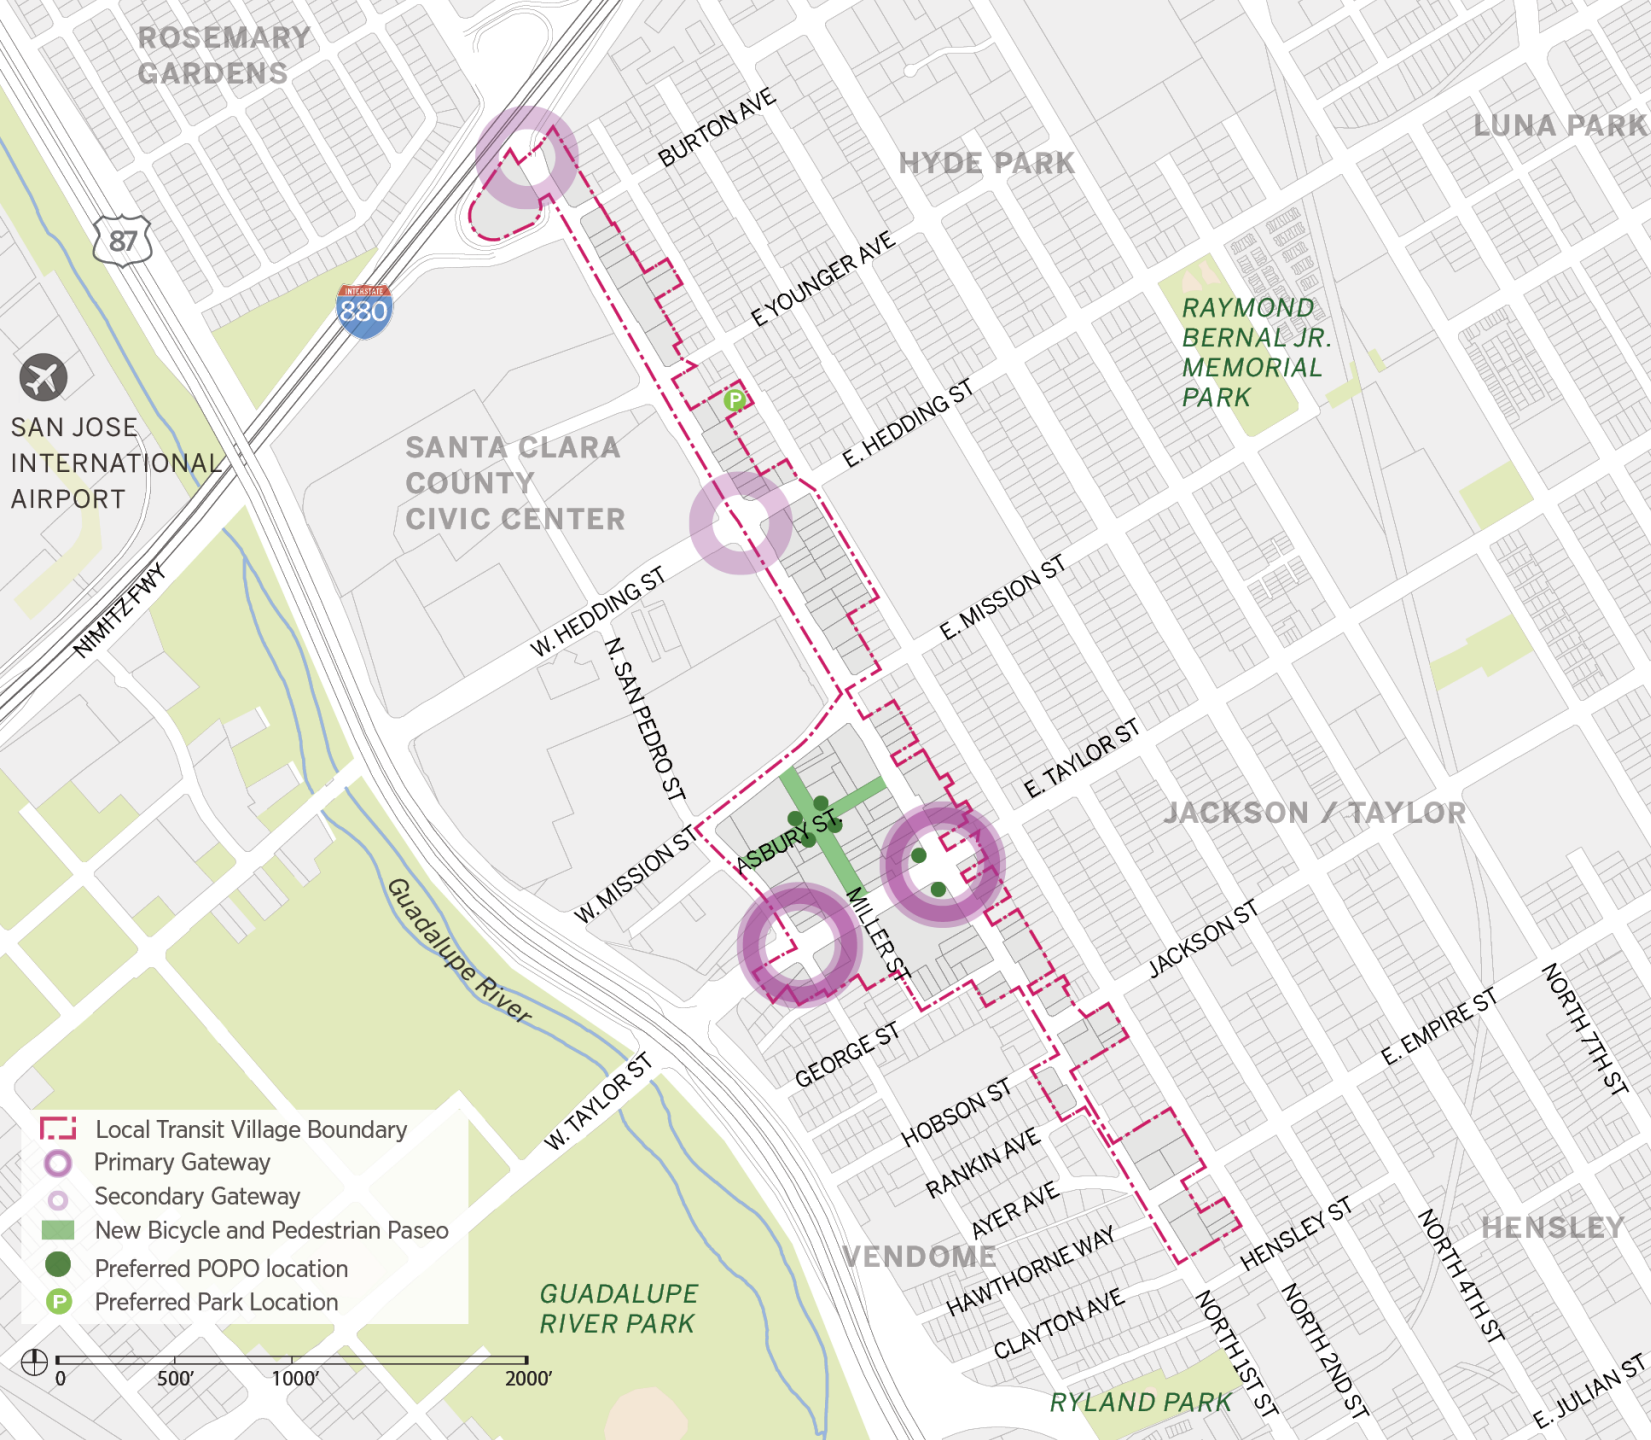 ROSEMARY
GARDENS
BURTON AVE
HYDE PARK
LUNA PARK
87
INTERSTATE
880
E YOUNGER AVE
RAYMOND
BERNAL JR.
MEMORIAL
PARK
SAN JOSE
INTERNATIONAL
AIRPORT
P
E. HEDDING ST
SANTA CLARA
COUNTY
CIVIC CENTER
NIMITZ FWY
W. HEDDING ST
E. MISSION ST
N. SAN PEDRO ST
E. TAYLOR ST
JACKSON / TAYLOR
ASBURY ST.
W. MISSION ST
MILLER ST
Guadalupe River
JACKSON ST
NORTH 7TH ST
E. EMPIRE ST
GEORGE ST
W. TAYLOR ST
HOBSON ST
RANKIN AVE
AYER AVE
HAWTHORNE WAY
VENDOME
HENSLEY ST
HENSLEY
NORTH 4TH ST
CLAYTON AVE
NORTH 1ST ST
NORTH 2ND ST
E. JULIAN ST
GUADALUPE
RIVER PARK
RYLAND PARK
Local Transit Village Boundary
Primary Gateway
Secondary Gateway
New Bicycle and Pedestrian Paseo
Preferred POPO location
P Preferred Park Location
0 500' 1000' 2000'